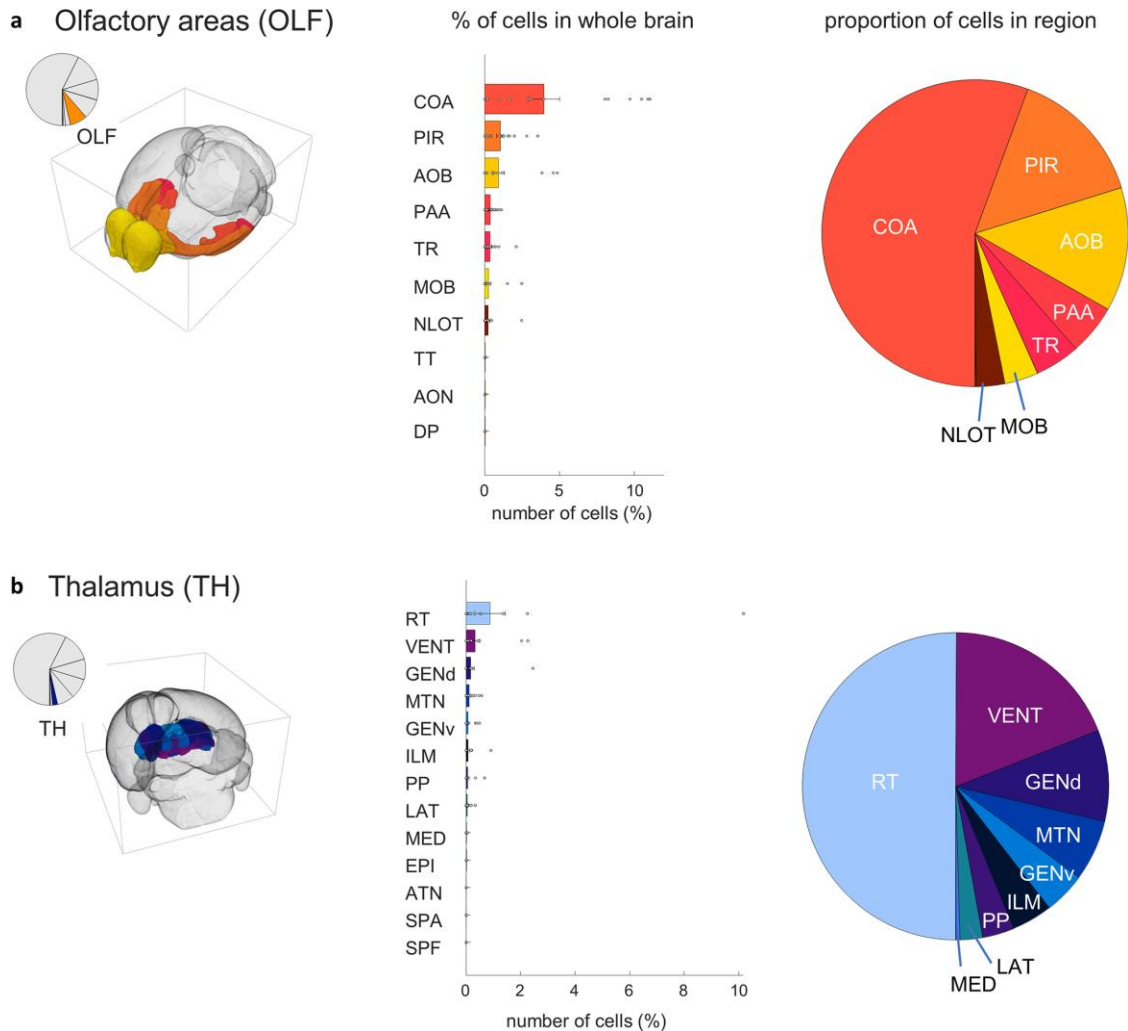 a Olfactory areas (OLF)
% of cells in whole brain
proportion of cells in region
OLF
COA
PIR
AOB
PAA
TR
MOB
NLOT
TT
AON
DP
0 5 10
number of cells (%)
COA
PIR
AOB
PAA
TR
MOB
NLOT
b Thalamus (TH)
TH
RT
VENT
GENd
MTN
GENv
ILM
PP
LAT
MED
EPI
ATN
SPA
SPF
0 2 4 6 8 10
number of cells (%)
RT
VENT
GENd
MTN
GENv
ILM
PP
LAT
MED